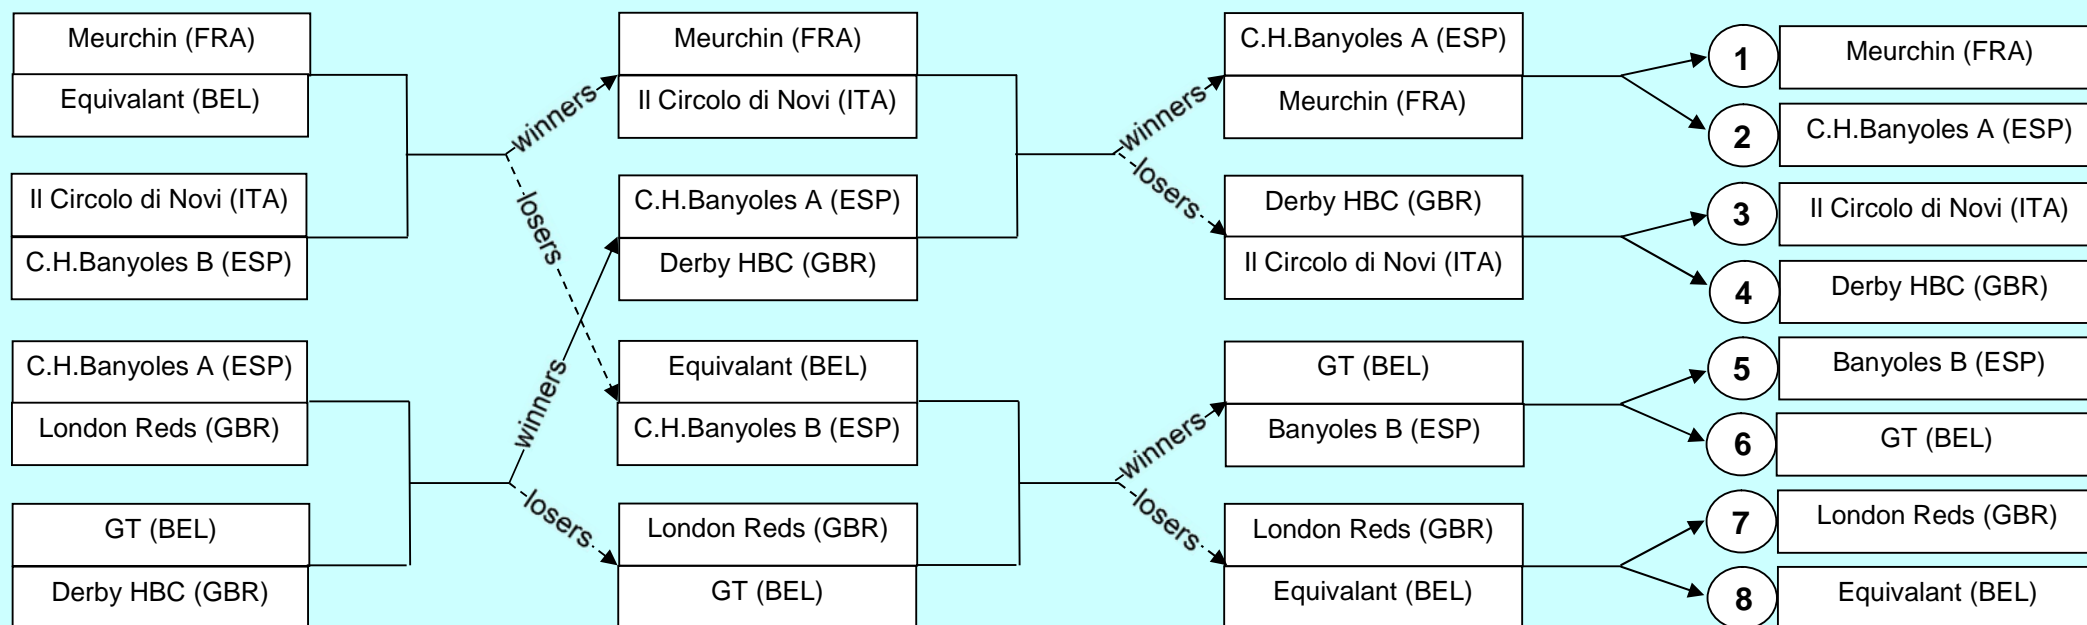 Meurchin (FRA)
Equivalant (BEL)
Il Circolo di Novi (ITA)
C.H.Banyoles B (ESP)
C.H.Banyoles A (ESP)
London Reds (GBR)
GT (BEL)
Derby HBC (GBR)
winners
losers
winners
losers
Meurchin (FRA)
Il Circolo di Novi (ITA)
C.H.Banyoles A (ESP)
Derby HBC (GBR)
Equivalant (BEL)
C.H.Banyoles B (ESP)
London Reds (GBR)
GT (BEL)
winners
losers
winners
losers
C.H.Banyoles A (ESP)
Meurchin (FRA)
Derby HBC (GBR)
Il Circolo di Novi (ITA)
GT (BEL)
Banyoles B (ESP)
London Reds (GBR)
Equivalant (BEL)
1 Meurchin (FRA)
2 C.H.Banyoles A (ESP)
3 Il Circolo di Novi (ITA)
4 Derby HBC (GBR)
5 Banyoles B (ESP)
6 GT (BEL)
7 London Reds (GBR)
8 Equivalant (BEL)